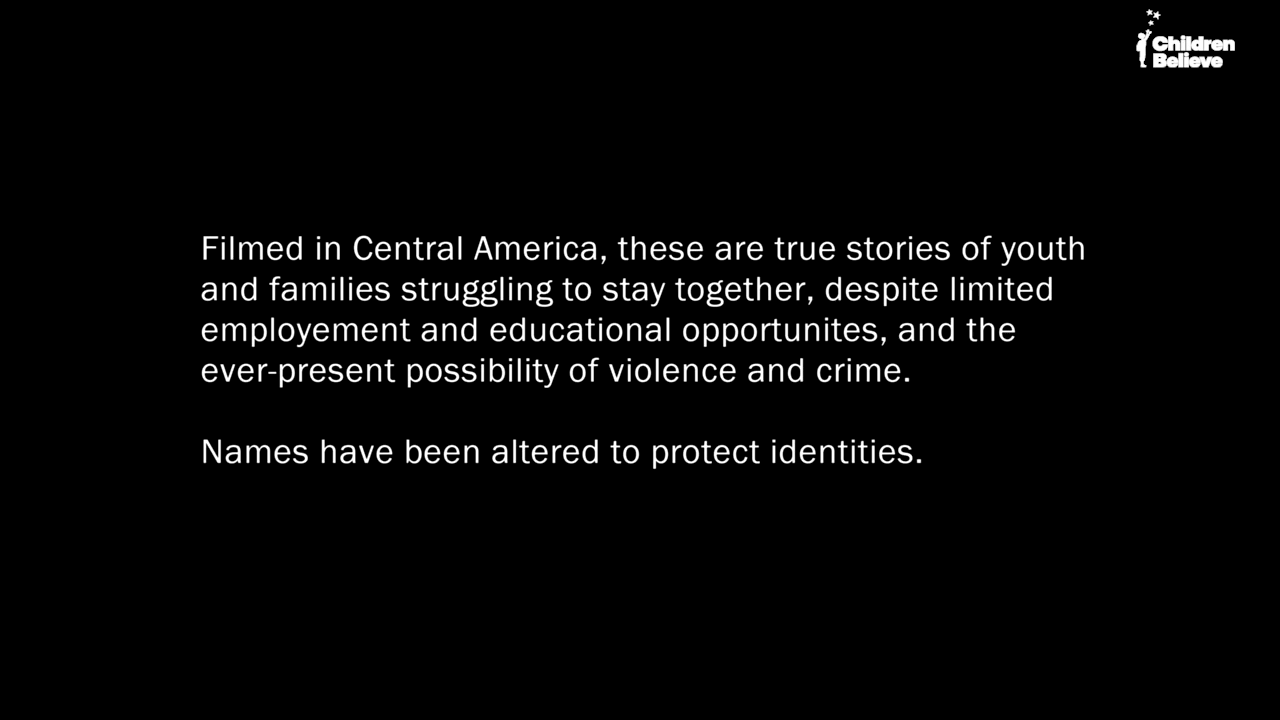 Children
Believe
Filmed in Central America, these are true stories of youth
and families struggling to stay together, despite limited
employement and educational opportunites, and the
ever-present possibility of violence and crime.
Names have been altered to protect identities.